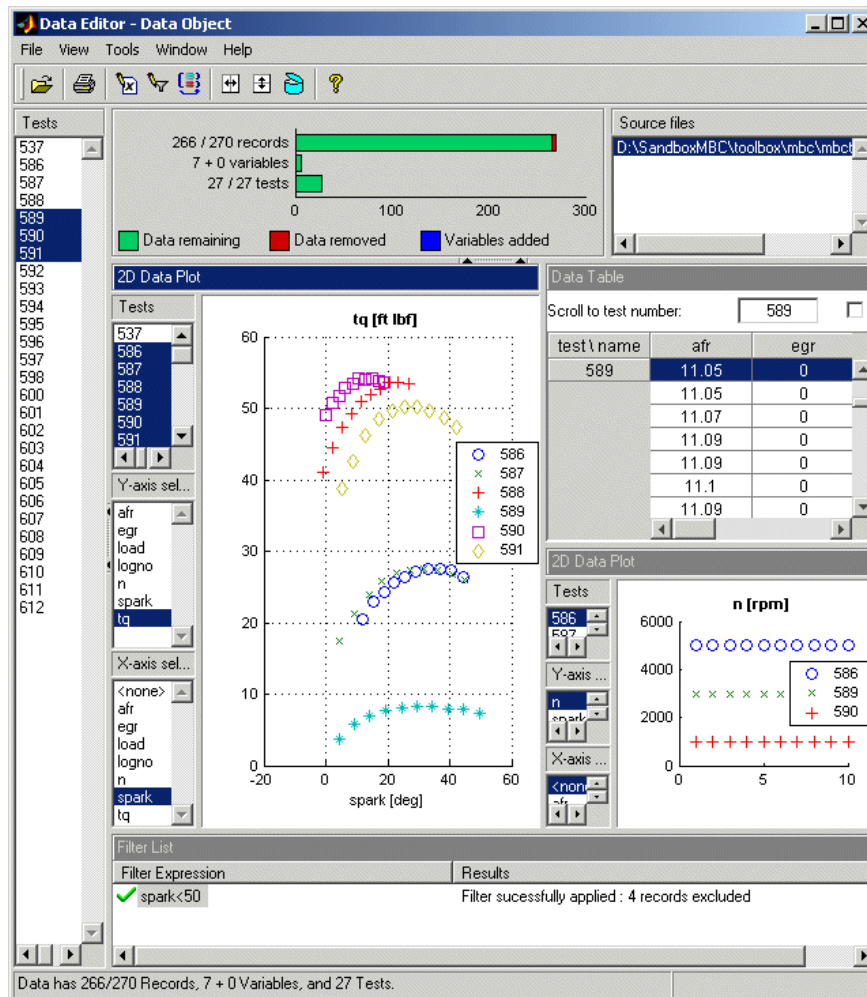 Data Editor - Data Object
File View Tools Window Help
Tests
537
586
587
588
589
590
591
592
593
594
595
596
597
598
600
601
602
603
604
605
606
607
608
609
610
611
612
266 / 270 records
7 + 0 variables
27 / 27 tests
0 100 200 300
Data remaining Data removed Variables added
Source files
D:\SandboxMBC\toolbox\mbc\mbct
2D Data Plot
Tests
537
586
587
588
589
590
591
Y-axis sel...
afr
egr
load
logno
n
spark
tq
X-axis sel...
<none>
afr
egr
load
logno
n
spark
tq
tq [ft lbf]
60
50
40
30
20
10
0
-20 0 20 40 60
spark [deg]
586
587
588
589
590
591
Data Table
Scroll to test number: 589
test \ name afr egr
589 11.05 0
11.05 0
11.07 0
11.09 0
11.09 0
11.1 0
11.09 0
2D Data Plot
Tests
586
Y-axis ...
n
spark
X-axis ...
<none
afr
n [rpm]
6000
4000
2000
0
0 5 10
586
589
590
Filter List
Filter Expression Results
spark<50 Filter sucessfully applied : 4 records excluded
Data has 266/270 Records, 7 + 0 Variables, and 27 Tests.